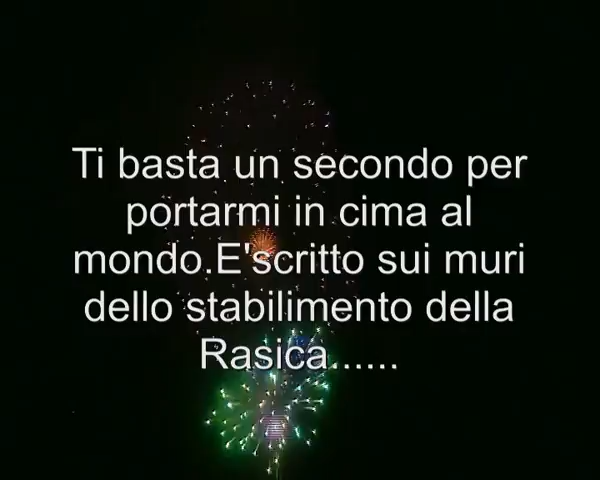 Ti basta un secondo per
portarmi in cima al
mondo.E'scritto sui muri
dello stabilimento della
Rasica......